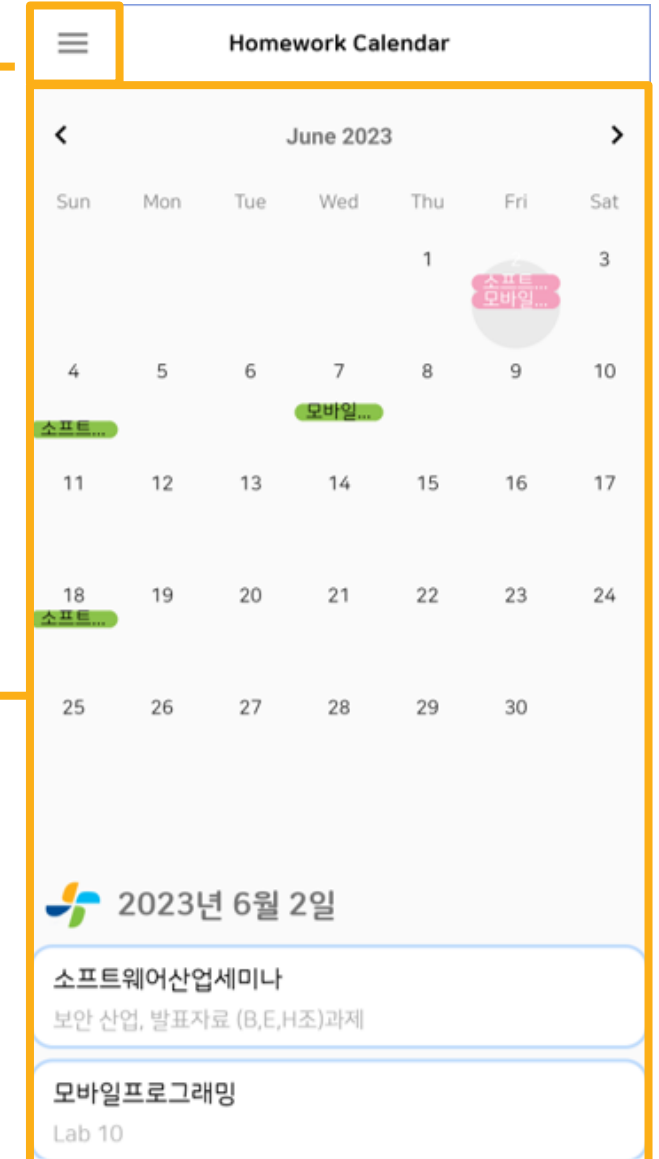 Homework Calendar
June 2023
Sun Mon Tue Wed Thu Fri Sat
1 2 3
소프트...
모바일...
4 5 6 7 8 9 10
모바일...
소프트...
11 12 13 14 15 16 17
18 19 20 21 22 23 24
소프트...
25 26 27 28 29 30
2023년 6월 2일
소프트웨어산업세미나
보안 산업, 발표자료 (B,E,H조)과제
모바일프로그래밍
Lab 10